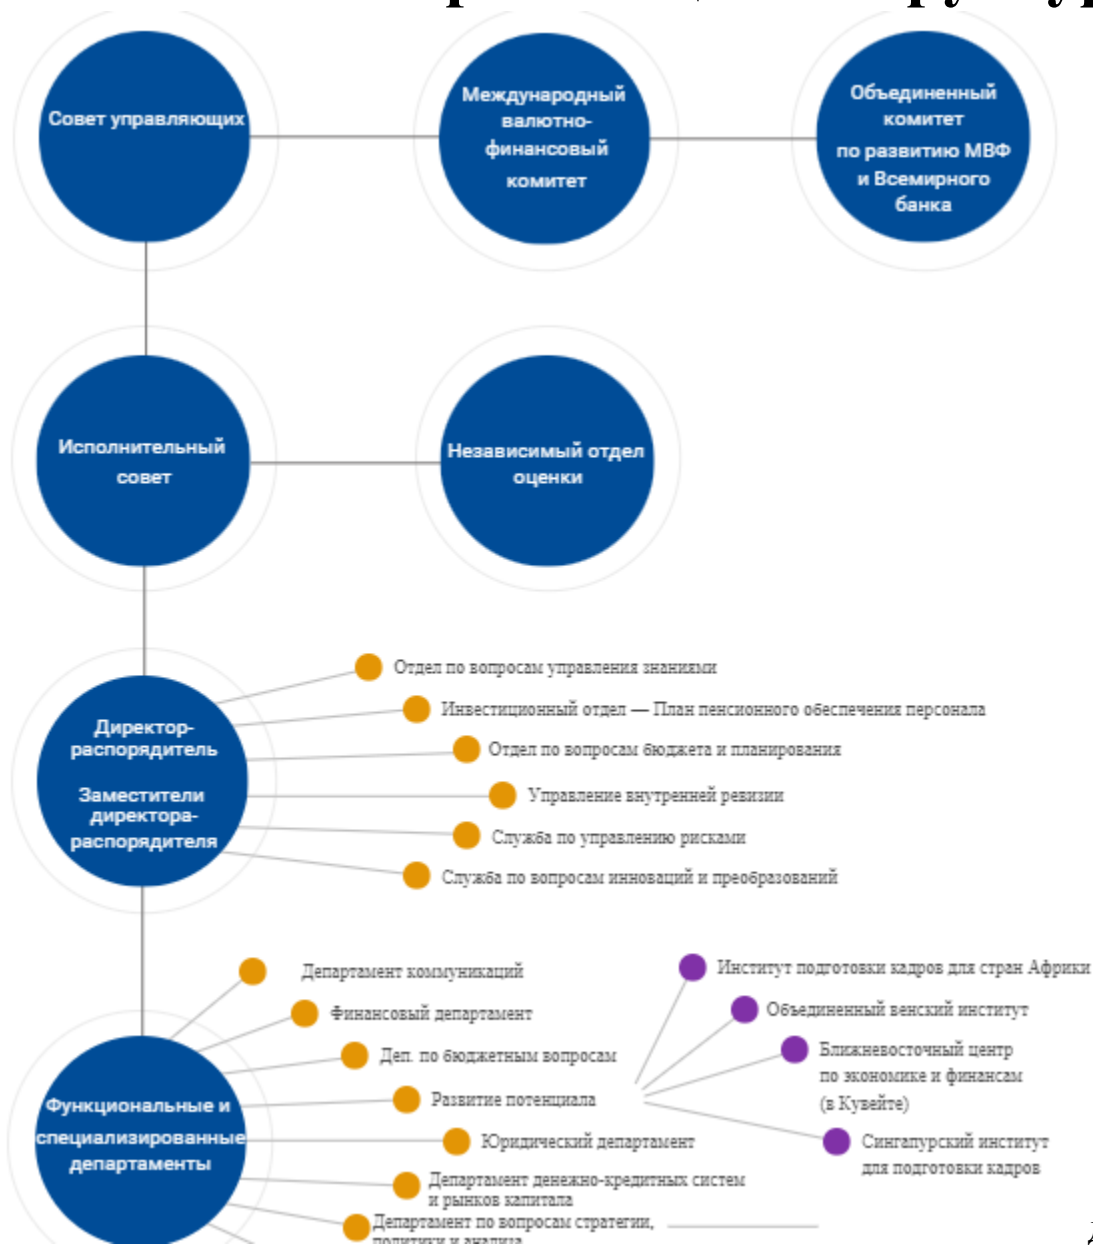 Совет управляющих
Международный
валютно-
финансовый
комитет
Объединенный
комитет
по развитию МВФ
и Всемирного
банка
Исполнительный
совет
Независимый отдел
оценки
Директор-
распорядитель
Заместители
директора-
распорядителя
Отдел по вопросам управления знаниями
Инвестиционный отдел — План пенсионного обеспечения персонала
Отдел по вопросам бюджета и планирования
Управление внутренней ревизии
Служба по управлению рисками
Служба по вопросам инноваций и преобразований
Функциональные и
специализированные
департаменты
Департамент коммуникаций
Финансовый департамент
Деп. по бюджетным вопросам
Развитие потенциала
Юридический департамент
Департамент денежно-кредитных систем
и рынков капитала
Департамент по вопросам стратегии,
политики и анализа
Институт подготовки кадров для стран Африки
Объединенный венский институт
Ближневосточный центр
по экономике и финансам
(в Кувейте)
Сингапурский институт
для подготовки кадров